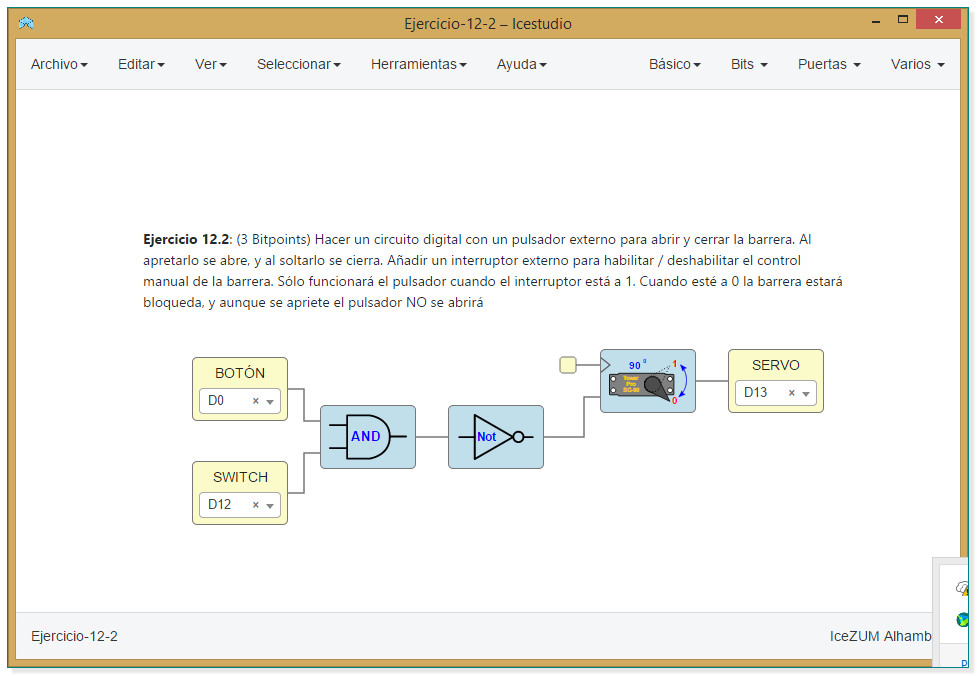 Ejercicio-12-2 – Icestudio
Archivo Editar Ver Seleccionar Herramientas Ayuda Básico Bits Puertas Varios
Ejercicio 12.2: (3 Bitpoints) Hacer un circuito digital con un pulsador externo para abrir y cerrar la barrera. Al
apretarlo se abre, y al soltarlo se cierra. Añadir un interruptor externo para habilitar / deshabilitar el control
manual de la barrera. Sólo funcionará el pulsador cuando el interruptor está a 1. Cuando esté a 0 la barrera estará
bloqueda, y aunque se apriete el pulsador NO se abrirá
BOTÓN
D0
SWITCH
D12
AND
Not
90º
1
Tower
Pro
SG-90
0
SERVO
D13
Ejercicio-12-2
IceZUM Alhamb
p